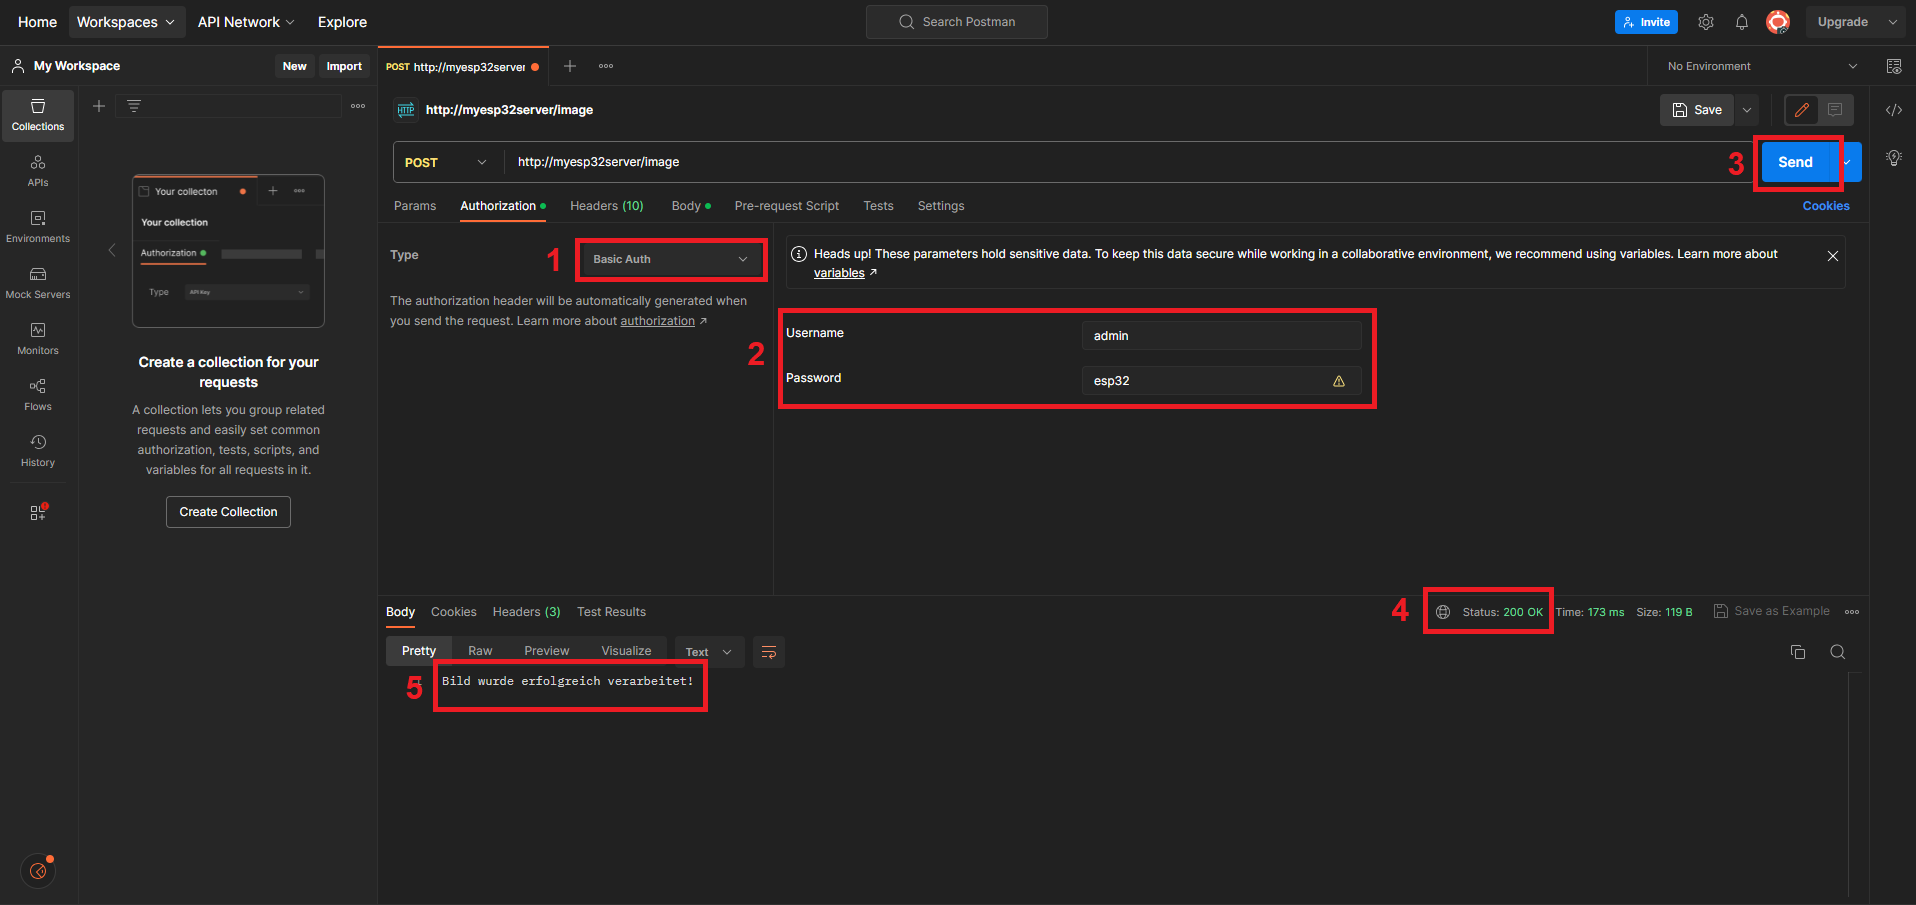 Home Workspaces API Network Explore Search Postman Invite Upgrade
My Workspace New Import POST http://myesp32server No Environment
Collections
APIs
Environments
Mock Servers
Monitors
Flows
History
Your collecton
Your collection
Authorization
Type API Key
Create a collection for your
requests
A collection lets you group related
requests and easily set common
authorization, tests, scripts, and
variables for all requests in it.
Create Collection
HTTP http://myesp32server/image Save
POST http://myesp32server/image 3 Send
Params Authorization Headers (10) Body Pre-request Script Tests Settings Cookies
Type 1 Basic Auth
The authorization header will be automatically generated when
you send the request. Learn more about authorization ↗
Heads up! These parameters hold sensitive data. To keep this data secure while working in a collaborative environment, we recommend using variables. Learn more about
variables ↗
2
Username admin
Password esp32
Body Cookies Headers (3) Test Results 4 Status: 200 OK Time: 173 ms Size: 119 B Save as Example
Pretty Raw Preview Visualize Text
5 Bild wurde erfolgreich verarbeitet!